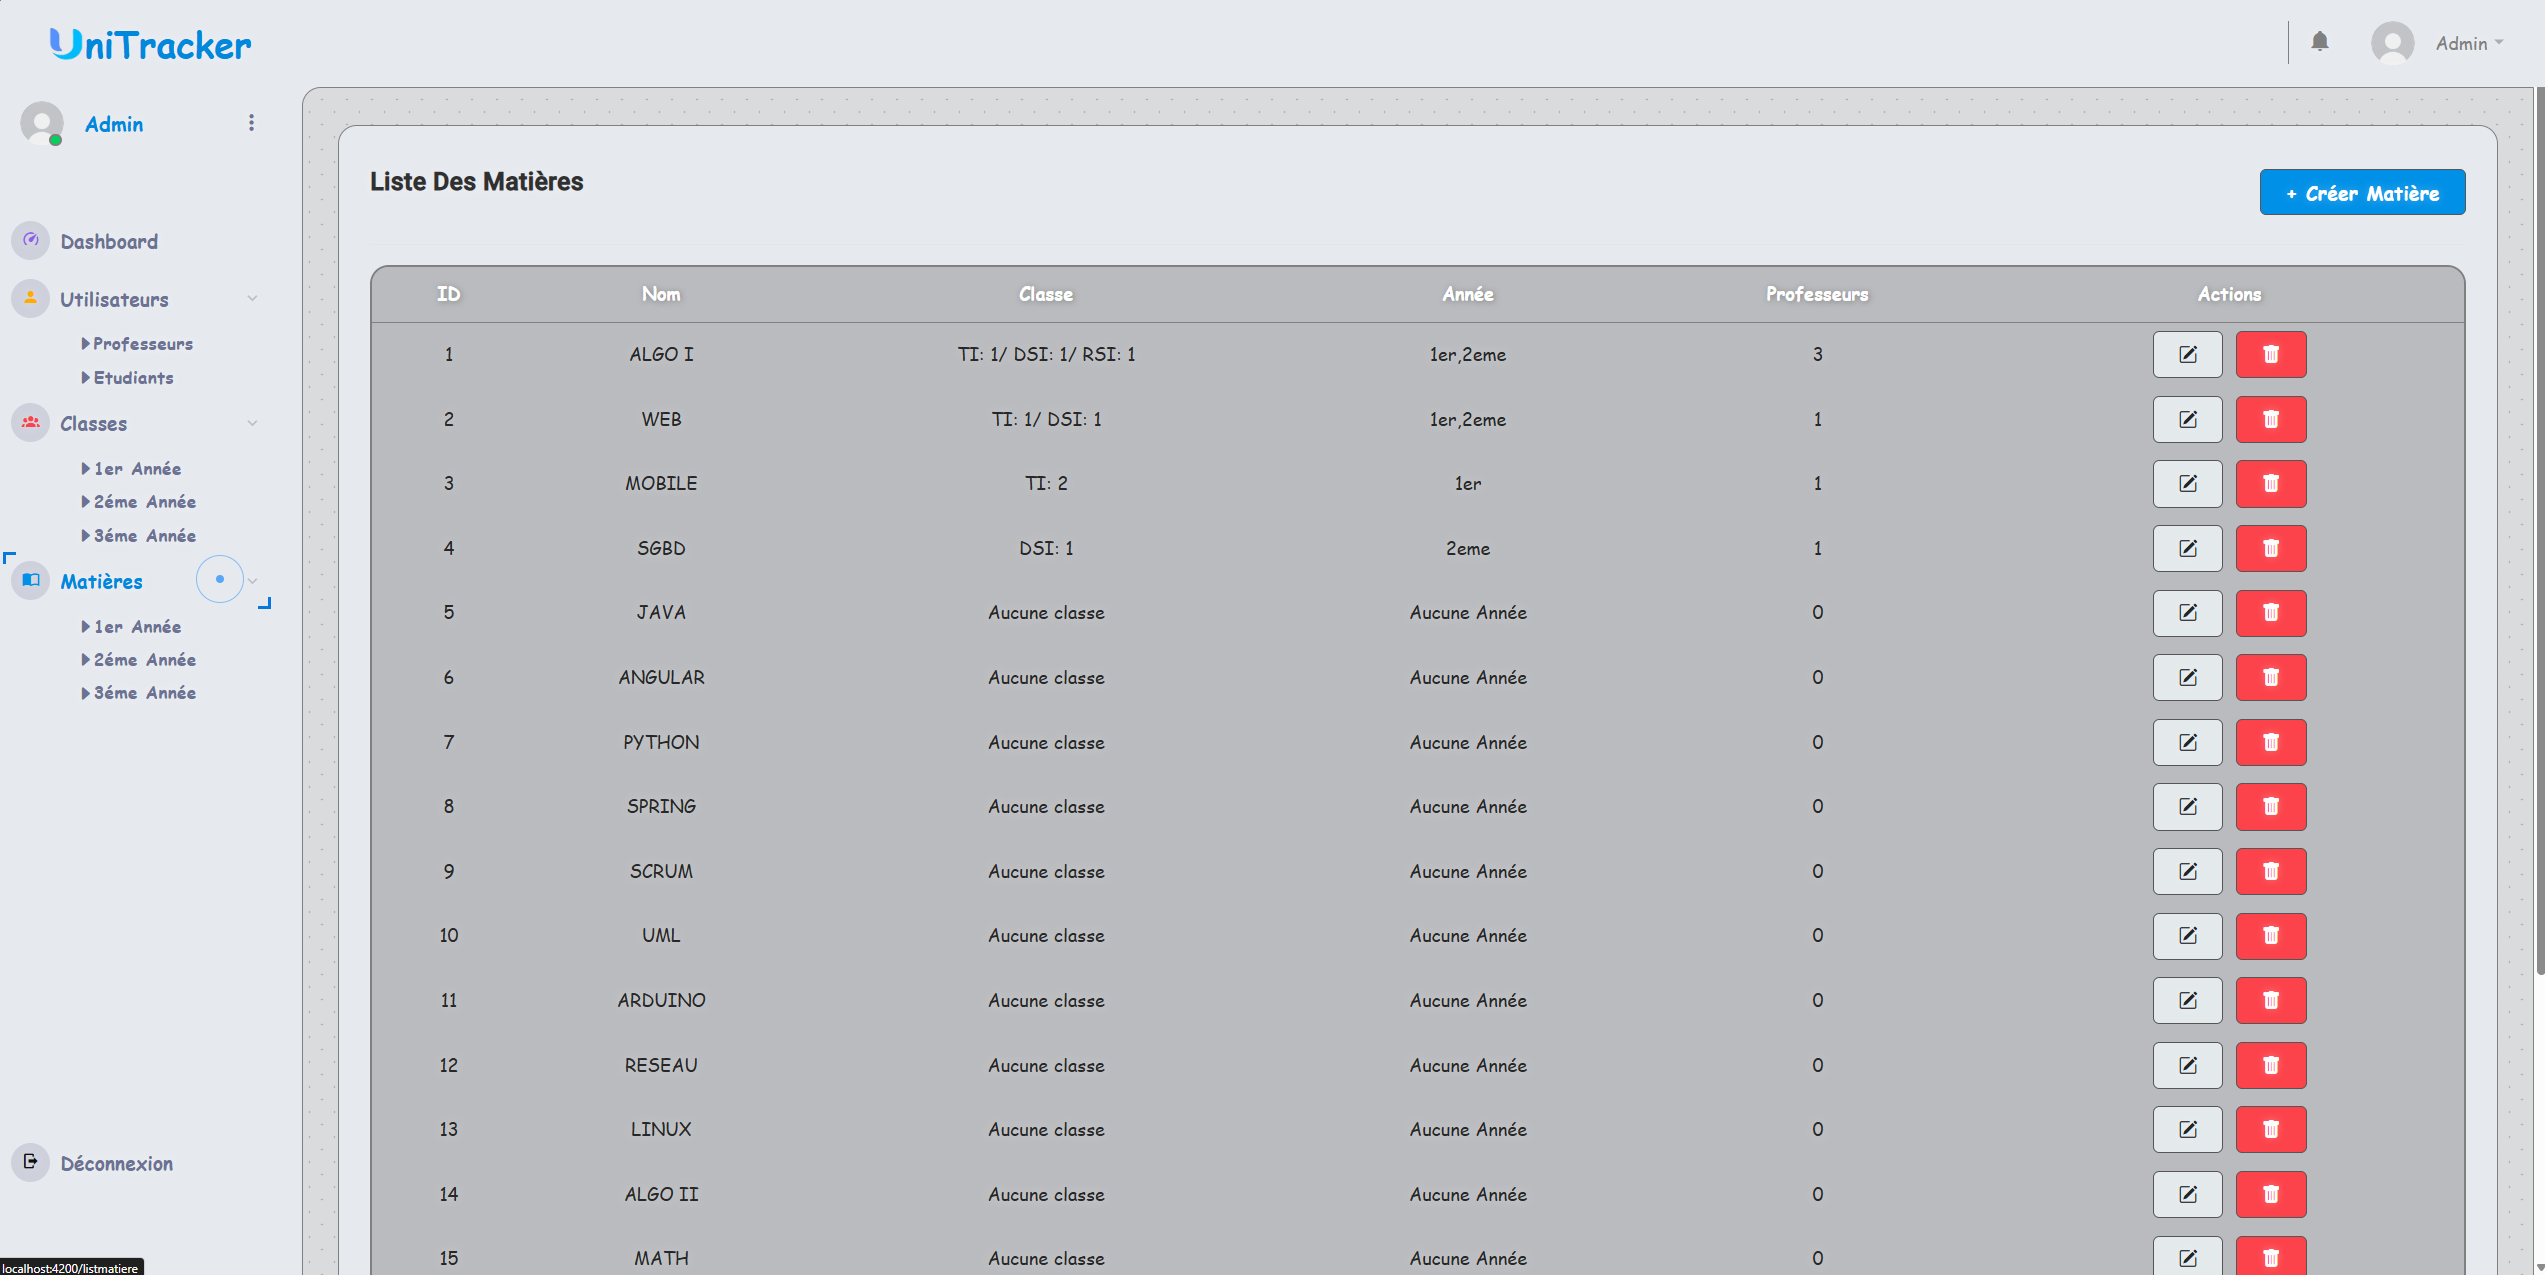 UniTracker
Admin
Admin
Dashboard
Utilisateurs
Professeurs
Etudiants
Classes
1er Année
2éme Année
3éme Année
Matières
1er Année
2éme Année
3éme Année
Déconnexion
localhost:4200/listmatiere
Liste Des Matières
+ Créer Matière
ID Nom Classe Année Professeurs Actions
1 ALGO I TI: 1/ DSI: 1/ RSI: 1 1er,2eme 3
2 WEB TI: 1/ DSI: 1 1er,2eme 1
3 MOBILE TI: 2 1er 1
4 SGBD DSI: 1 2eme 1
5 JAVA Aucune classe Aucune Année 0
6 ANGULAR Aucune classe Aucune Année 0
7 PYTHON Aucune classe Aucune Année 0
8 SPRING Aucune classe Aucune Année 0
9 SCRUM Aucune classe Aucune Année 0
10 UML Aucune classe Aucune Année 0
11 ARDUINO Aucune classe Aucune Année 0
12 RESEAU Aucune classe Aucune Année 0
13 LINUX Aucune classe Aucune Année 0
14 ALGO II Aucune classe Aucune Année 0
15 MATH Aucune classe Aucune Année 0